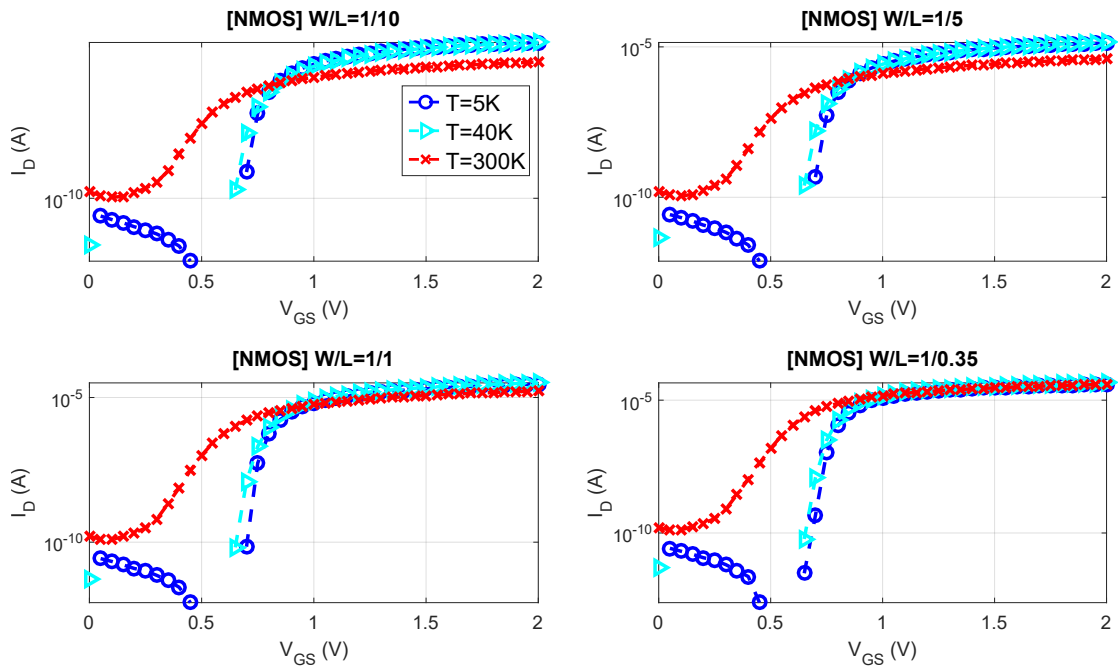 [NMOS] W/L=1/10
I_D (A)
10^-10
T=5K
T=40K
T=300K
0 0.5 1 1.5 2
V_GS (V)
[NMOS] W/L=1/5
I_D (A)
10^-5
10^-10
0 0.5 1 1.5 2
V_GS (V)
[NMOS] W/L=1/1
I_D (A)
10^-5
10^-10
0 0.5 1 1.5 2
V_GS (V)
[NMOS] W/L=1/0.35
I_D (A)
10^-5
10^-10
0 0.5 1 1.5 2
V_GS (V)